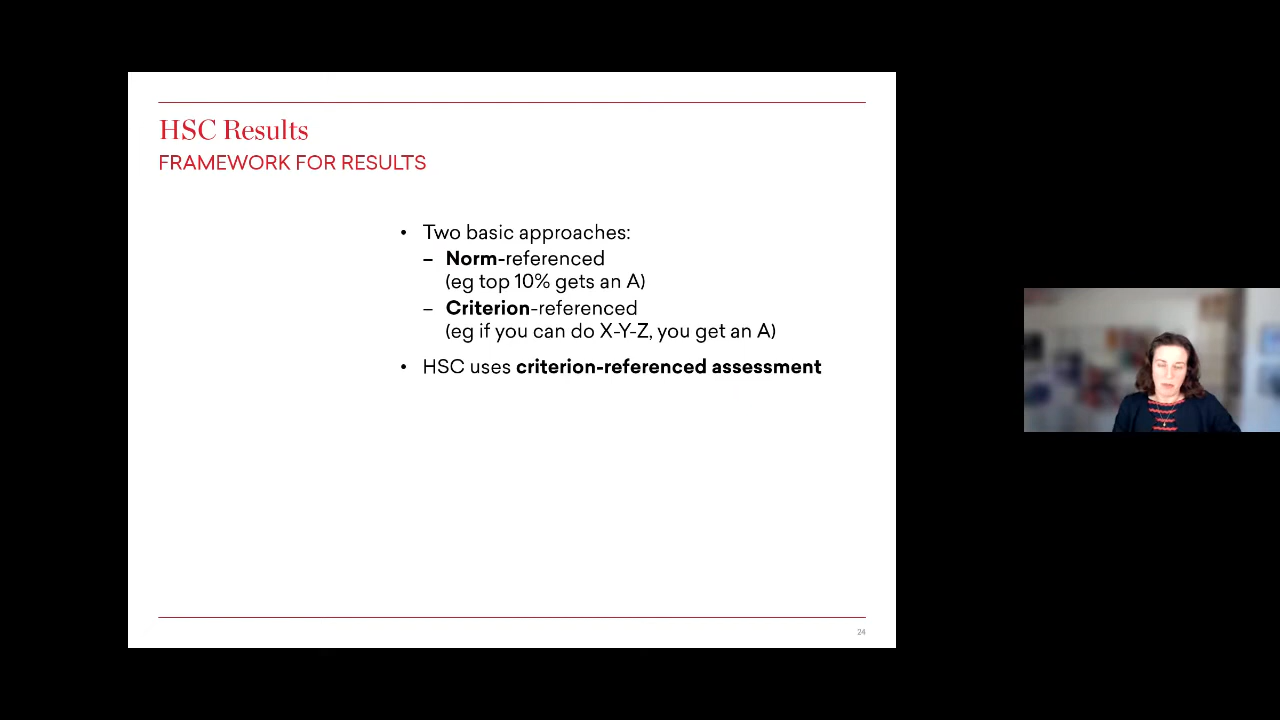 HSC Results
FRAMEWORK FOR RESULTS
• Two basic approaches:
– Norm-referenced
(eg top 10% gets an A)
– Criterion-referenced
(eg if you can do X-Y-Z, you get an A)
• HSC uses criterion-referenced assessment
24